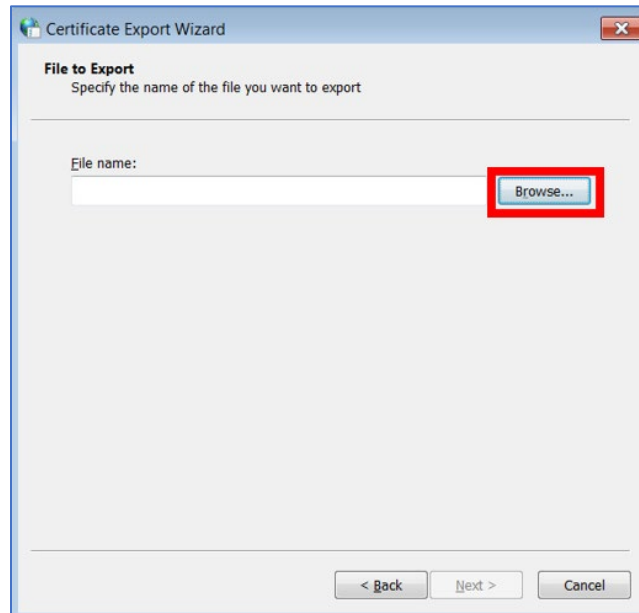 Certificate Export Wizard
File to Export
Specify the name of the file you want to export
File name:
Browse...
< Back
Next >
Cancel